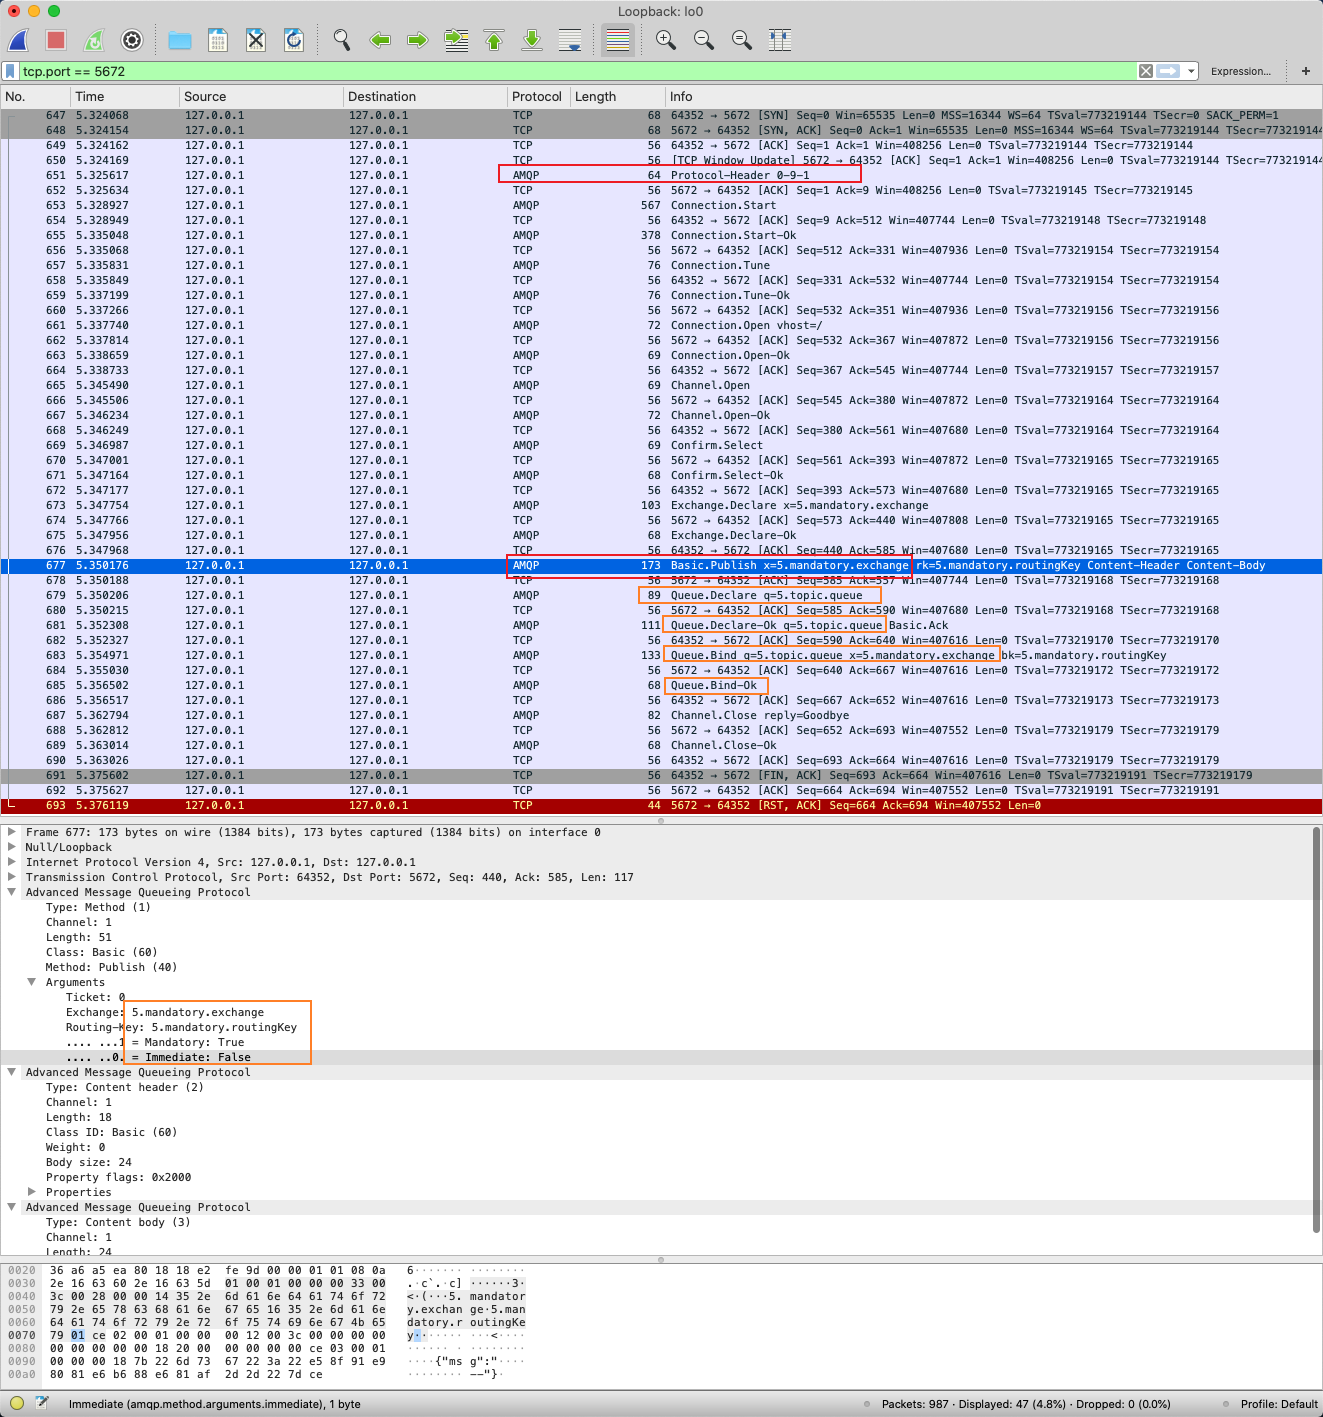 Loopback: lo0
tcp.port == 5672
Expression...
+
No. Time Source Destination Protocol Length Info
647 5.324068 127.0.0.1 127.0.0.1 TCP 68 64352 → 5672 [SYN] Seq=0 Win=65535 Len=0 MSS=16344 WS=64 TSval=773219144 TSecr=0 SACK_PERM=1
648 5.324154 127.0.0.1 127.0.0.1 TCP 68 5672 → 64352 [SYN, ACK] Seq=0 Ack=1 Win=65535 Len=0 MSS=16344 WS=64 TSval=773219144 TSecr=77321914
649 5.324162 127.0.0.1 127.0.0.1 TCP 56 64352 → 5672 [ACK] Seq=1 Ack=1 Win=408256 Len=0 TSval=773219144 TSecr=773219144
650 5.324169 127.0.0.1 127.0.0.1 TCP 56 [TCP Window Update] 5672 → 64352 [ACK] Seq=1 Ack=1 Win=408256 Len=0 TSval=773219144 TSecr=773219144
651 5.325617 127.0.0.1 127.0.0.1 AMQP 64 Protocol-Header 0-9-1
652 5.325634 127.0.0.1 127.0.0.1 TCP 56 5672 → 64352 [ACK] Seq=1 Ack=9 Win=408256 Len=0 TSval=773219145 TSecr=773219145
653 5.328927 127.0.0.1 127.0.0.1 AMQP 567 Connection.Start
654 5.328949 127.0.0.1 127.0.0.1 TCP 56 64352 → 5672 [ACK] Seq=9 Ack=512 Win=407744 Len=0 TSval=773219148 TSecr=773219148
655 5.335048 127.0.0.1 127.0.0.1 AMQP 378 Connection.Start-Ok
656 5.335068 127.0.0.1 127.0.0.1 TCP 56 5672 → 64352 [ACK] Seq=512 Ack=331 Win=407936 Len=0 TSval=773219154 TSecr=773219154
657 5.335831 127.0.0.1 127.0.0.1 AMQP 76 Connection.Tune
658 5.335849 127.0.0.1 127.0.0.1 TCP 56 64352 → 5672 [ACK] Seq=331 Ack=532 Win=407744 Len=0 TSval=773219154 TSecr=773219154
659 5.337199 127.0.0.1 127.0.0.1 AMQP 76 Connection.Tune-Ok
660 5.337266 127.0.0.1 127.0.0.1 TCP 56 5672 → 64352 [ACK] Seq=532 Ack=351 Win=407936 Len=0 TSval=773219156 TSecr=773219156
661 5.337740 127.0.0.1 127.0.0.1 AMQP 72 Connection.Open vhost=/
662 5.337814 127.0.0.1 127.0.0.1 TCP 56 5672 → 64352 [ACK] Seq=532 Ack=367 Win=407872 Len=0 TSval=773219156 TSecr=773219156
663 5.338659 127.0.0.1 127.0.0.1 AMQP 69 Connection.Open-Ok
664 5.338733 127.0.0.1 127.0.0.1 TCP 56 64352 → 5672 [ACK] Seq=367 Ack=545 Win=407744 Len=0 TSval=773219157 TSecr=773219157
665 5.345490 127.0.0.1 127.0.0.1 AMQP 69 Channel.Open
666 5.345506 127.0.0.1 127.0.0.1 TCP 56 5672 → 64352 [ACK] Seq=545 Ack=380 Win=407872 Len=0 TSval=773219164 TSecr=773219164
667 5.346234 127.0.0.1 127.0.0.1 AMQP 72 Channel.Open-Ok
668 5.346249 127.0.0.1 127.0.0.1 TCP 56 64352 → 5672 [ACK] Seq=380 Ack=561 Win=407680 Len=0 TSval=773219164 TSecr=773219164
669 5.346987 127.0.0.1 127.0.0.1 AMQP 69 Confirm.Select
670 5.347001 127.0.0.1 127.0.0.1 TCP 56 5672 → 64352 [ACK] Seq=561 Ack=393 Win=407872 Len=0 TSval=773219165 TSecr=773219165
671 5.347164 127.0.0.1 127.0.0.1 AMQP 68 Confirm.Select-Ok
672 5.347177 127.0.0.1 127.0.0.1 TCP 56 64352 → 5672 [ACK] Seq=393 Ack=573 Win=407680 Len=0 TSval=773219165 TSecr=773219165
673 5.347754 127.0.0.1 127.0.0.1 AMQP 103 Exchange.Declare x=5.mandatory.exchange
674 5.347766 127.0.0.1 127.0.0.1 TCP 56 5672 → 64352 [ACK] Seq=573 Ack=440 Win=407808 Len=0 TSval=773219165 TSecr=773219165
675 5.347956 127.0.0.1 127.0.0.1 AMQP 68 Exchange.Declare-Ok
676 5.347968 127.0.0.1 127.0.0.1 TCP 56 64352 → 5672 [ACK] Seq=440 Ack=585 Win=407680 Len=0 TSval=773219165 TSecr=773219165
677 5.350176 127.0.0.1 127.0.0.1 AMQP 173 Basic.Publish x=5.mandatory.exchange rk=5.mandatory.routingKey Content-Header Content-Body
678 5.350188 127.0.0.1 127.0.0.1 TCP 56 5672 → 64352 [ACK] Seq=585 Ack=557 Win=407744 Len=0 TSval=773219168 TSecr=773219168
679 5.350206 127.0.0.1 127.0.0.1 AMQP 89 Queue.Declare q=5.topic.queue
680 5.350215 127.0.0.1 127.0.0.1 TCP 56 5672 → 64352 [ACK] Seq=585 Ack=590 Win=407680 Len=0 TSval=773219168 TSecr=773219168
681 5.352308 127.0.0.1 127.0.0.1 AMQP 111 Queue.Declare-Ok q=5.topic.queue Basic.Ack
682 5.352327 127.0.0.1 127.0.0.1 TCP 56 64352 → 5672 [ACK] Seq=590 Ack=640 Win=407616 Len=0 TSval=773219170 TSecr=773219170
683 5.354971 127.0.0.1 127.0.0.1 AMQP 133 Queue.Bind q=5.topic.queue x=5.mandatory.exchange bk=5.mandatory.routingKey
684 5.355030 127.0.0.1 127.0.0.1 TCP 56 5672 → 64352 [ACK] Seq=640 Ack=667 Win=407616 Len=0 TSval=773219172 TSecr=773219172
685 5.356502 127.0.0.1 127.0.0.1 AMQP 68 Queue.Bind-Ok
686 5.356517 127.0.0.1 127.0.0.1 TCP 56 64352 → 5672 [ACK] Seq=667 Ack=652 Win=407616 Len=0 TSval=773219173 TSecr=773219173
687 5.362794 127.0.0.1 127.0.0.1 AMQP 82 Channel.Close reply=Goodbye
688 5.362812 127.0.0.1 127.0.0.1 TCP 56 5672 → 64352 [ACK] Seq=652 Ack=693 Win=407552 Len=0 TSval=773219179 TSecr=773219179
689 5.363014 127.0.0.1 127.0.0.1 AMQP 68 Channel.Close-Ok
690 5.363026 127.0.0.1 127.0.0.1 TCP 56 64352 → 5672 [ACK] Seq=693 Ack=664 Win=407616 Len=0 TSval=773219179 TSecr=773219179
691 5.375602 127.0.0.1 127.0.0.1 TCP 56 64352 → 5672 [FIN, ACK] Seq=693 Ack=664 Win=407616 Len=0 TSval=773219191 TSecr=773219179
692 5.375627 127.0.0.1 127.0.0.1 TCP 56 5672 → 64352 [ACK] Seq=664 Ack=694 Win=407552 Len=0 TSval=773219191 TSecr=773219191
693 5.376119 127.0.0.1 127.0.0.1 TCP 44 5672 → 64352 [RST, ACK] Seq=664 Ack=694 Win=407552 Len=0
Frame 677: 173 bytes on wire (1384 bits), 173 bytes captured (1384 bits) on interface 0
Null/Loopback
Internet Protocol Version 4, Src: 127.0.0.1, Dst: 127.0.0.1
Transmission Control Protocol, Src Port: 64352, Dst Port: 5672, Seq: 440, Ack: 585, Len: 117
Advanced Message Queueing Protocol
Type: Method (1)
Channel: 1
Length: 51
Class: Basic (60)
Method: Publish (40)
Arguments
Ticket: 0
Exchange: 5.mandatory.exchange
Routing-Key: 5.mandatory.routingKey
.... ...1 = Mandatory: True
.... ..0. = Immediate: False
Advanced Message Queueing Protocol
Type: Content header (2)
Channel: 1
Length: 18
Class ID: Basic (60)
Weight: 0
Body size: 24
Property flags: 0x2000
Properties
Advanced Message Queueing Protocol
Type: Content body (3)
Channel: 1
Length: 24
0020 36 a6 a5 ea 80 18 18 e2 fe 9d 00 00 01 01 08 0a 6·······  ········
0030 2e 16 63 60 2e 16 63 5d 01 00 01 00 00 00 33 00 .·c`.·c] ······3·
0040 3c 00 28 00 00 14 35 2e 6d 61 6e 64 61 74 6f 72 <·(···5. mandator
0050 79 2e 65 78 63 68 61 6e 67 65 16 35 2e 6d 61 6e y.exchan ge·5.man
0060 64 61 74 6f 72 79 2e 72 6f 75 74 69 6e 67 4b 65 datory.r outingKe
0070 79 01 ce 02 00 01 00 00 00 12 00 3c 00 00 00 00 y······· ···<····
0080 00 00 00 00 00 18 20 00 00 00 00 00 ce 03 00 01 ······ · ········
0090 00 00 00 18 7b 22 6d 73 67 22 3a 22 e5 8f 91 e9 ····{"ms g":"····
00a0 80 81 e6 b6 88 e6 81 af 2d 2d 22 7d ce ········ --"}·
Immediate (amqp.method.arguments.immediate), 1 byte
Packets: 987 · Displayed: 47 (4.8%) · Dropped: 0 (0.0%)
Profile: Default